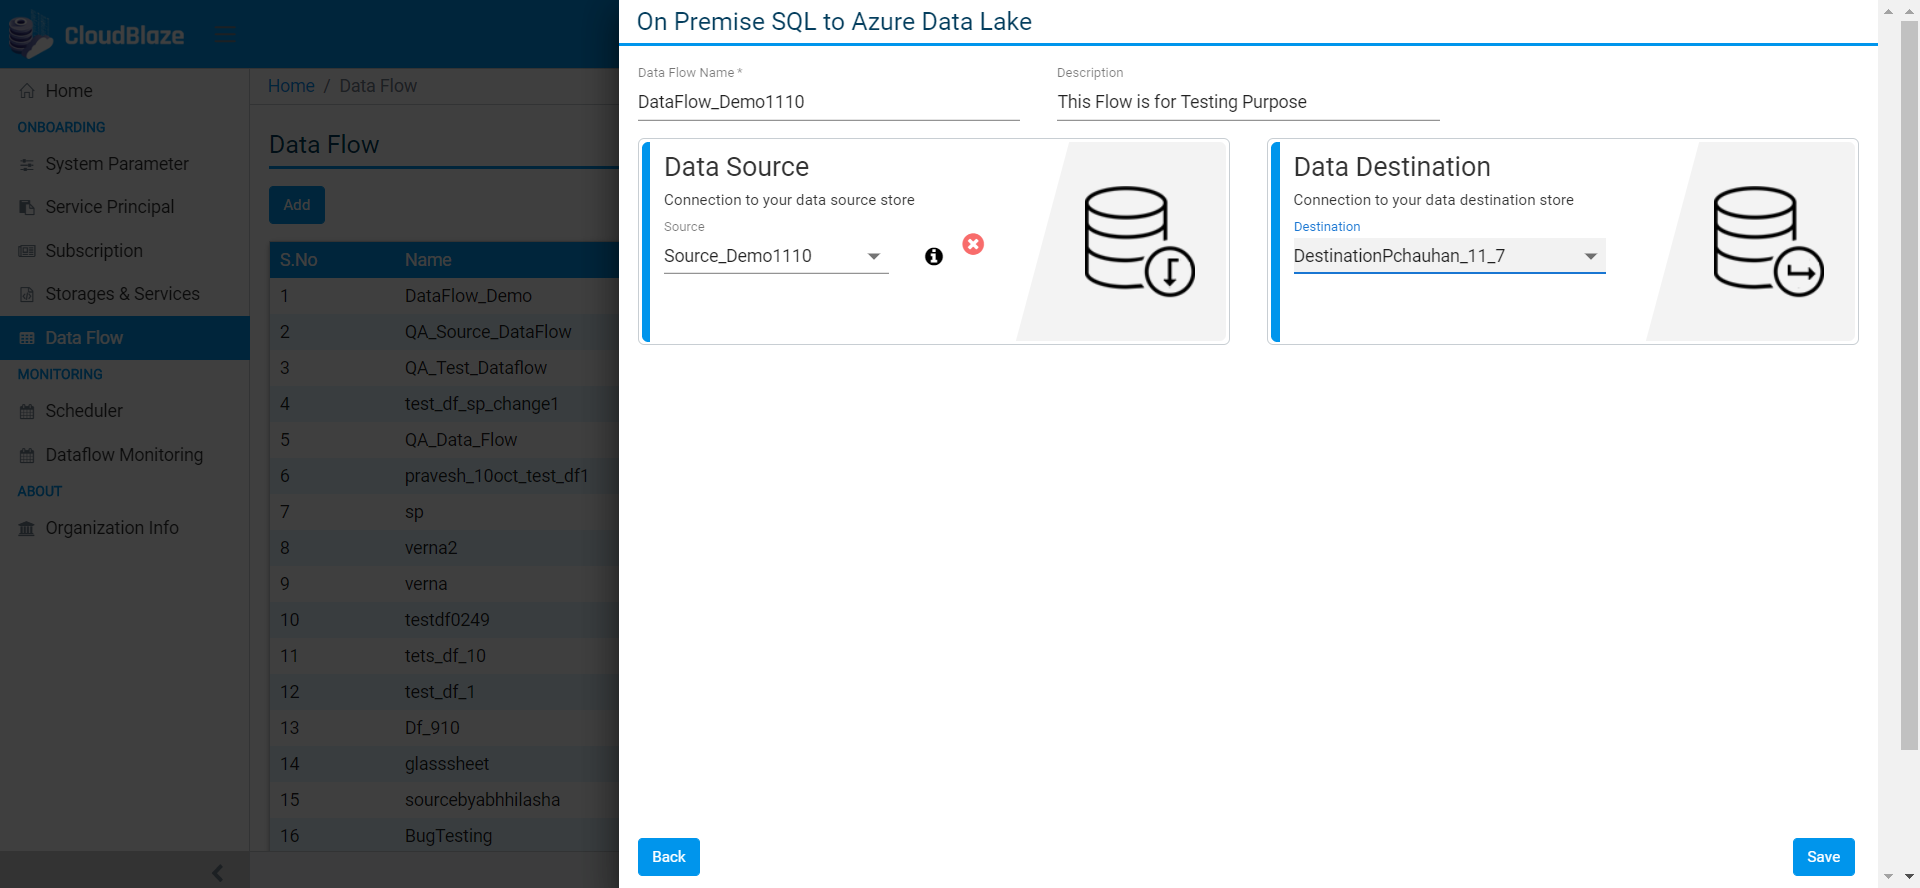 CloudBlaze
Home
ONBOARDING
System Parameter
Service Principal
Subscription
Storages & Services
Data Flow
MONITORING
Scheduler
Dataflow Monitoring
ABOUT
Organization Info
Home / Data Flow
Data Flow
Add
S.No Name
1 DataFlow_Demo
2 QA_Source_DataFlow
3 QA_Test_Dataflow
4 test_df_sp_change1
5 QA_Data_Flow
6 pravesh_10oct_test_df1
7 sp
8 verna2
9 verna
10 testdf0249
11 tets_df_10
12 test_df_1
13 Df_910
14 glasssheet
15 sourcebyabhhilasha
16 BugTesting
On Premise SQL to Azure Data Lake
Data Flow Name *
DataFlow_Demo1110
Description
This Flow is for Testing Purpose
Data Source
Connection to your data source store
Source
Source_Demo1110
Data Destination
Connection to your data destination store
Destination
DestinationPchauhan_11_7
Back
Save